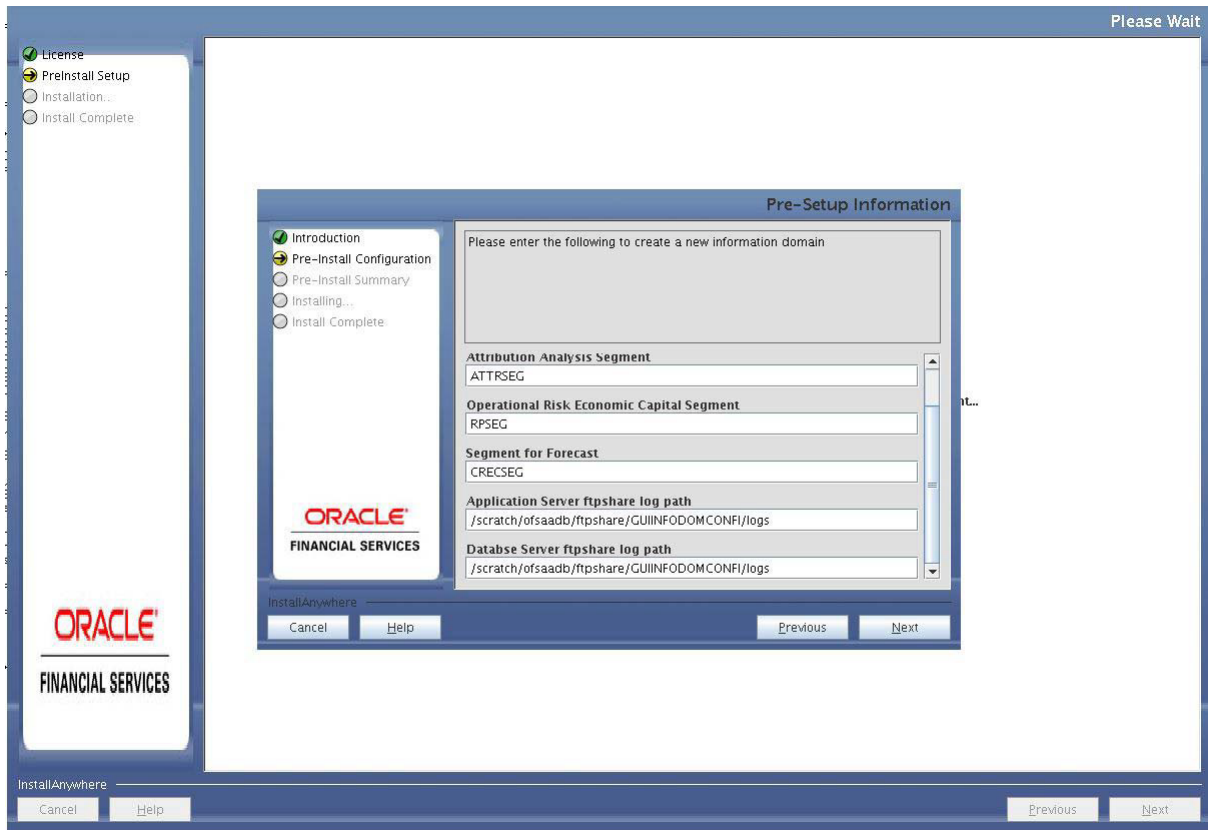 Please Wait
License
PreInstall Setup
Installation...
Install Complete
Pre-Setup Information
Introduction
Pre-Install Configuration
Pre-Install Summary
Installing...
Install Complete
Please enter the following to create a new information domain
Attribution Analysis Segment
ATTRSEG
Operational Risk Economic Capital Segment
RPSEG
Segment for Forecast
CRECSEG
Application Server ftpshare log path
/scratch/ofsaadb/ftpshare/GUIINFODOMCONFI/logs
Databse Server ftpshare log path
/scratch/ofsaadb/ftpshare/GUIINFODOMCONFI/logs
ORACLE
FINANCIAL SERVICES
InstallAnywhere
Cancel Help Previous Next
ORACLE
FINANCIAL SERVICES
InstallAnywhere
Cancel Help Previous Next